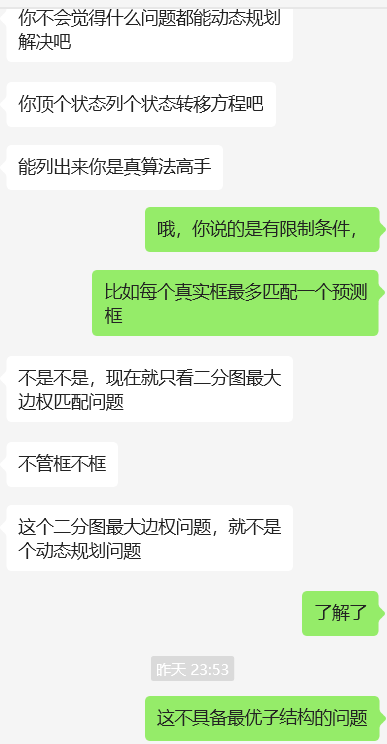 你不会觉得什么问题都能动态规划
解决吧
你顶个状态列个状态转移方程吧
能列出来你是真算法高手
哦，你说的是有限制条件，
比如每个真实框最多匹配一个预测
框
不是不是，现在就只看二分图最大
边权匹配问题
不管框不框
这个二分图最大边权问题，就不是
个动态规划问题
了解了
昨天 23:53
这不具备最优子结构的问题